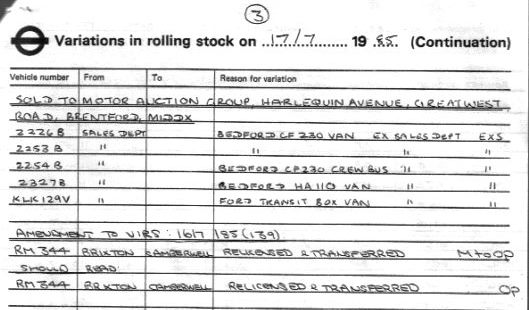 3
Variations in rolling stock on 17/7 1985. (Continuation)
Vehicle number From To Reason for variation
SOLD TO MOTOR AUCTION GROUP, HARLEQUIN AVENUE, GREAT WEST
ROAD, BRENTFORD, MIDDX
2226B SALES DEPT BEDFORD CF 230 VAN EX SALES DEPT EXS
2253B " " " "
2254B " BEDFORD CF230 CREW BUS " "
2327B " BEDFORD HA110 VAN " "
KLK129V " FORD TRANSIT BOX VAN " "
AMENDMENT TO VIRS: 16/7/85 (139)
RM 344 BRIXTON CAMBERWELL RELICENSED & TRANSFERRED M to OP
SHOULD READ:
RM 344 BRIXTON CAMBERWELL RELICENSED & TRANSFERRED OP